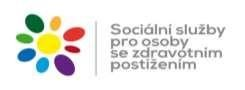 Sociální služby
pro osoby
se zdravotním
postižením